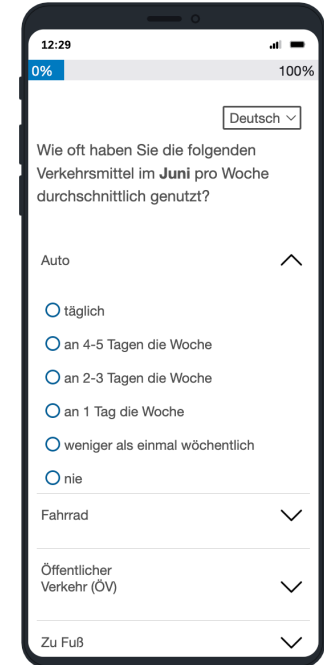 12:29
0% 100%
Deutsch
Wie oft haben Sie die folgenden
Verkehrsmittel im Juni pro Woche
durchschnittlich genutzt?
Auto
täglich
an 4-5 Tagen die Woche
an 2-3 Tagen die Woche
an 1 Tag die Woche
weniger als einmal wöchentlich
nie
Fahrrad
Öffentlicher
Verkehr (ÖV)
Zu Fuß